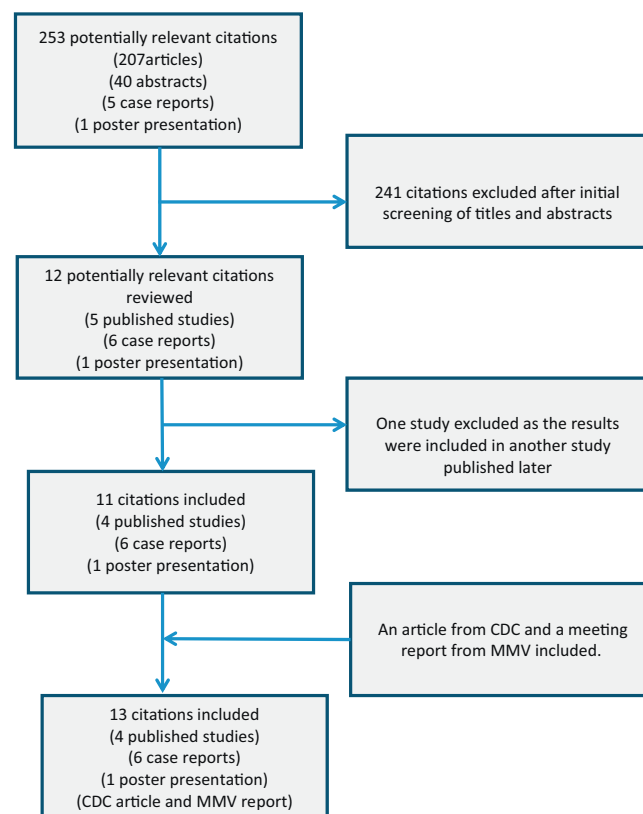 253 potentially relevant citations
(207articles)
(40 abstracts)
(5 case reports)
(1 poster presentation)
241 citations excluded after initial
screening of titles and abstracts
12 potentially relevant citations
reviewed
(5 published studies)
(6 case reports)
(1 poster presentation)
One study excluded as the results
were included in another study
published later
11 citations included
(4 published studies)
(6 case reports)
(1 poster presentation)
An article from CDC and a meeting
report from MMV included.
13 citations included
(4 published studies)
(6 case reports)
(1 poster presentation)
(CDC article and MMV report)